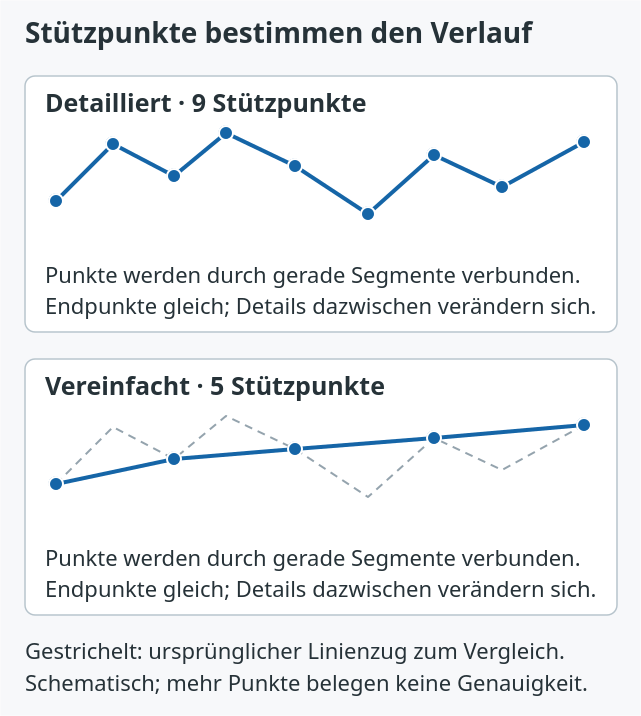 Stützpunkte bestimmen den Verlauf
Detailliert · 9 Stützpunkte
Punkte werden durch gerade Segmente verbunden.
Endpunkte gleich; Details dazwischen verändern sich.
Vereinfacht · 5 Stützpunkte
Punkte werden durch gerade Segmente verbunden.
Endpunkte gleich; Details dazwischen verändern sich.
Gestrichelt: ursprünglicher Linienzug zum Vergleich.
Schematisch; mehr Punkte belegen keine Genauigkeit.